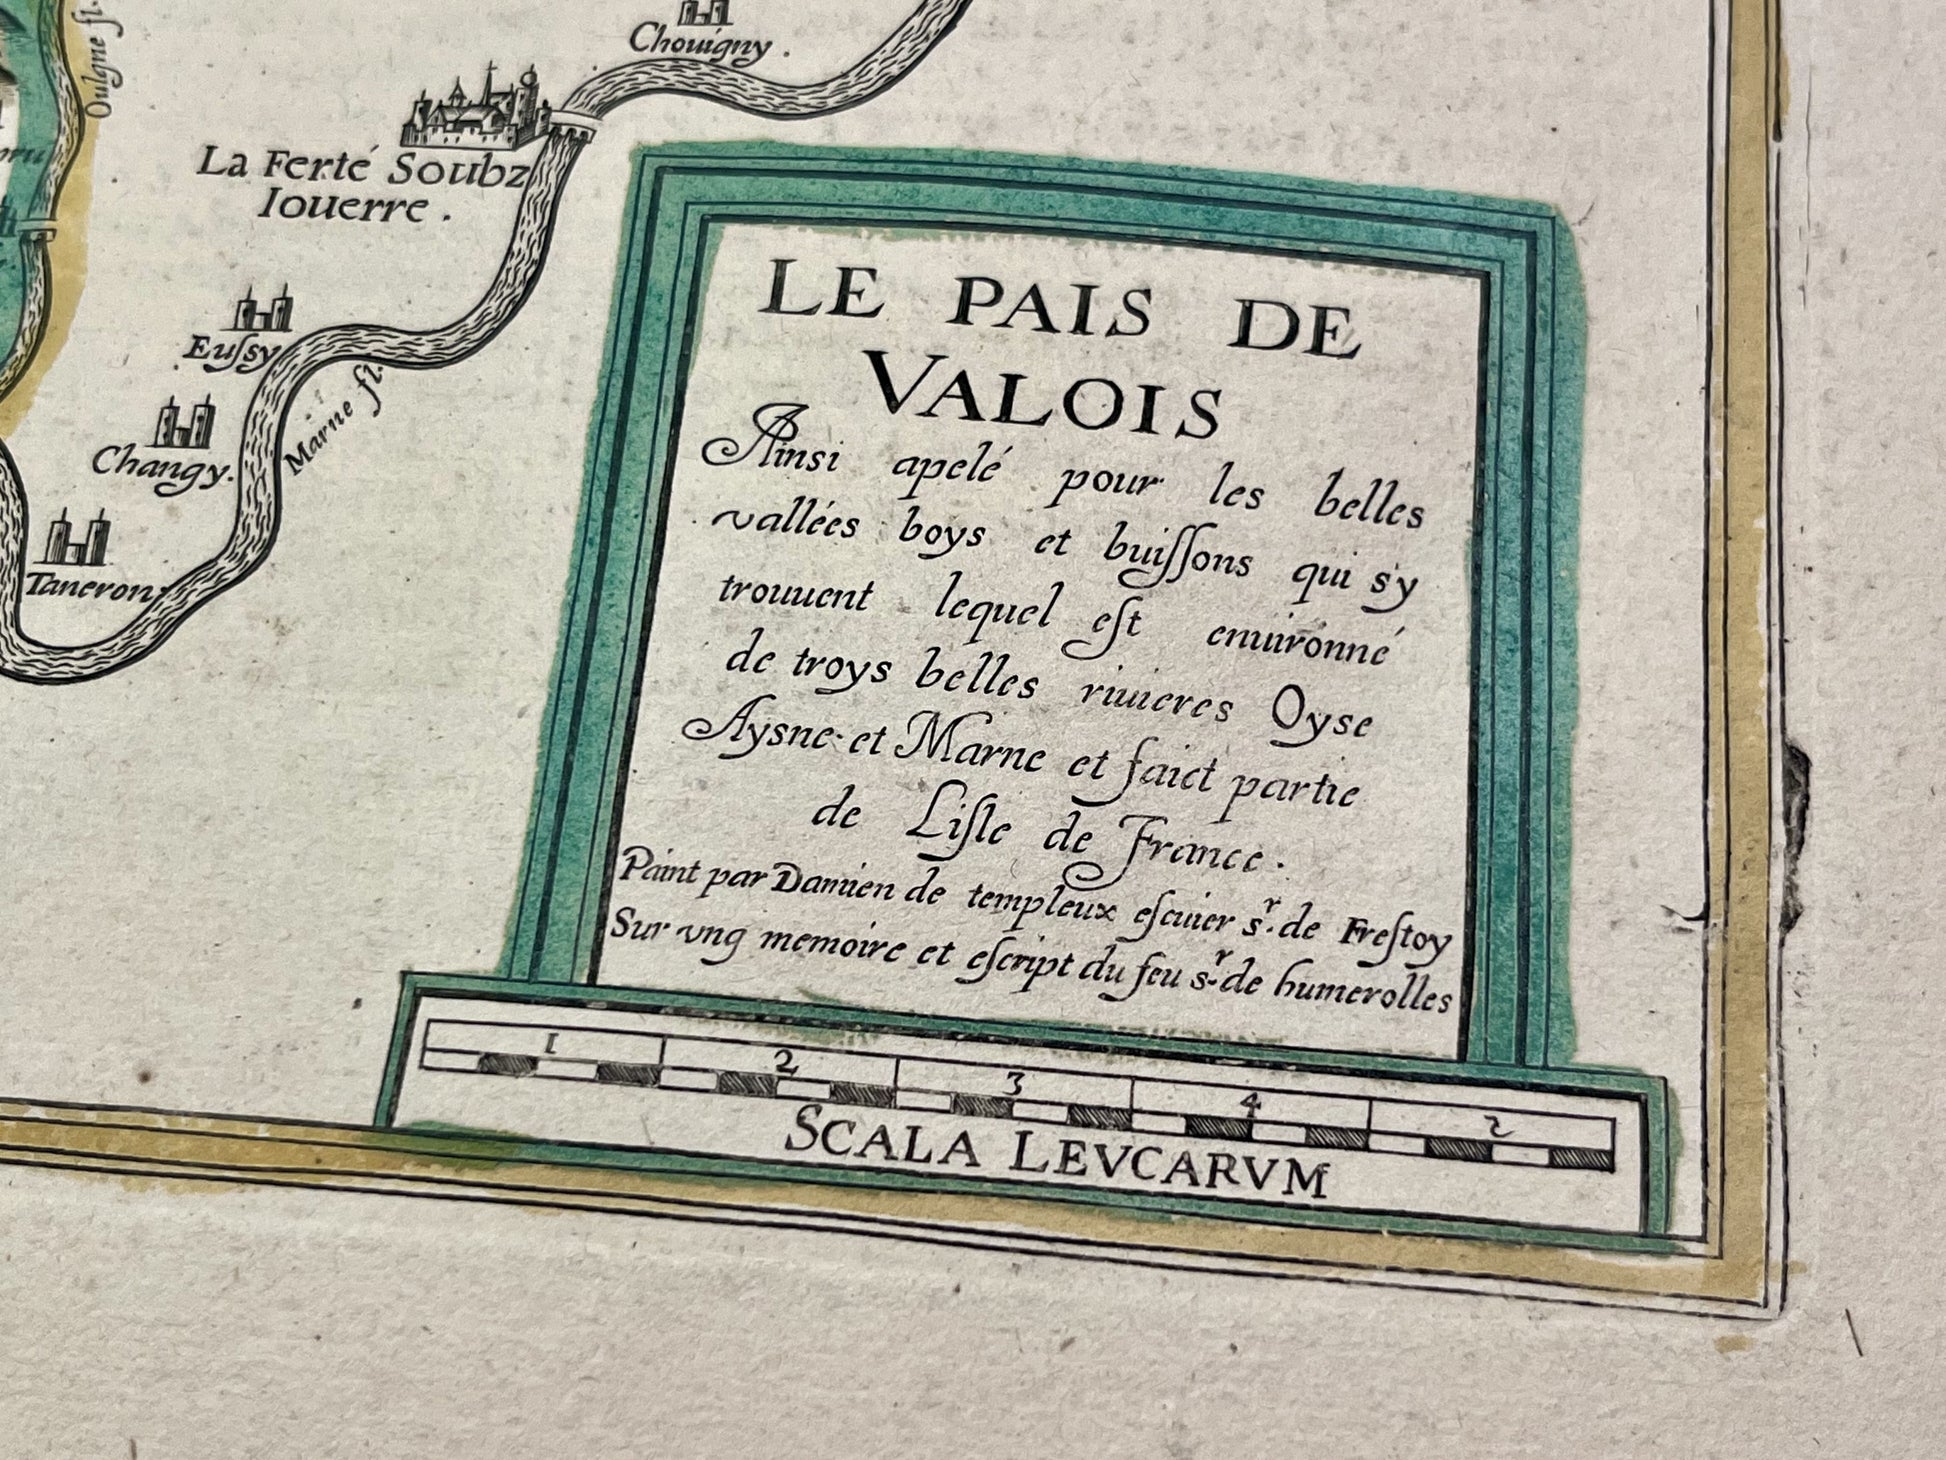 Oulgne fl.
Chouigny.
La Ferté Soubz
Iouerre.
Euſsy
Marne fl.
Changy.
Taneron
LE PAIS DE
VALOIS
Ainsi apelé pour les belles
vallées boys et buiſſons qui s'y
trouuent lequel eſt enuironné
de troys belles riuieres Oyse
Aysne et Marne et faict partie
de Liſle de France.
Paint par Damien de templeux eſcuier s.r de Freſtoy
Sur vng memoire et eſcript du feu s.r de humerolles
1 2 3 4 2
SCALA LEVCARVM